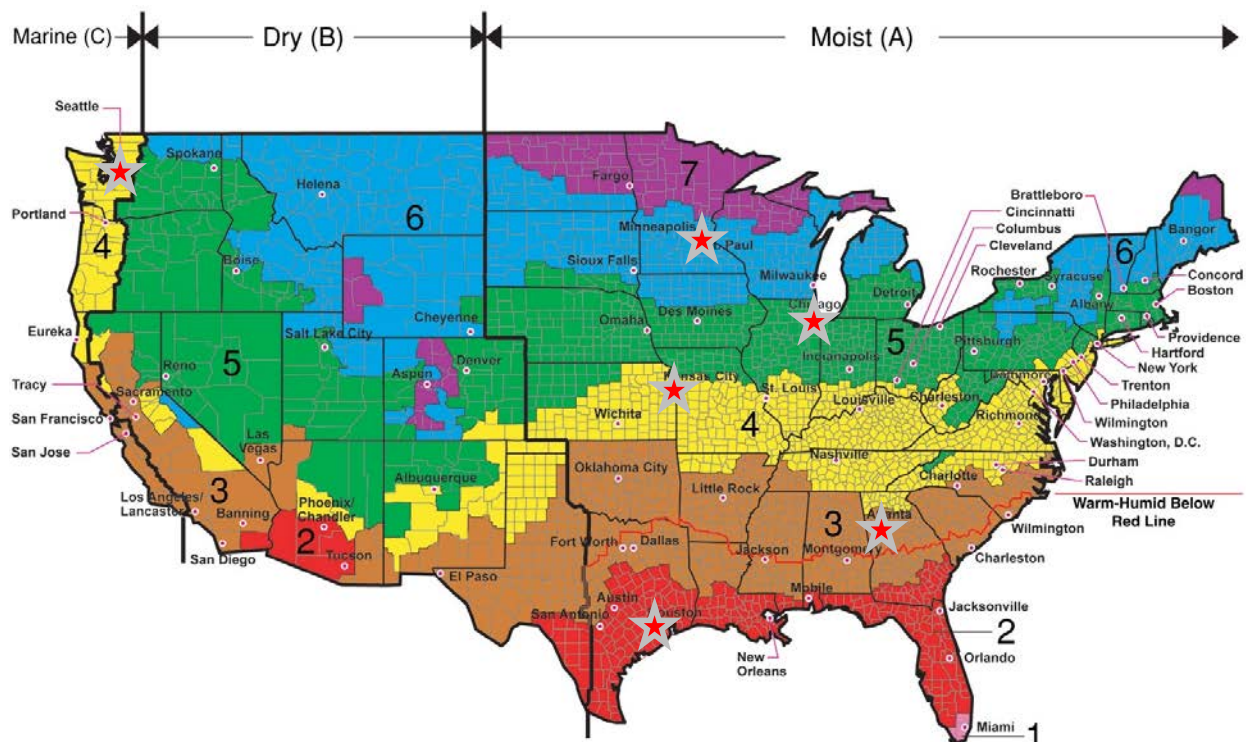 Marine (C)
Dry (B)
Moist (A)
Seattle
Spokane
Helena
6
Fargo
7
Portland
4
Boise
Minneapolis
Paul
Sioux Falls
Milwaukee
Brattleboro
Cincinnatti
Columbus
Cleveland
Rochester
Syracuse
6
Bangor
Albany
Concord
Boston
Eureka
Salt Lake City
Cheyenne
Omaha
Des Moines
Chicago
Detroit
Providence
Hartford
New York
Trenton
Philadelphia
Wilmington
Washington, D.C.
Durham
Raleigh
Reno
5
Aspen
Denver
Indianapolis
5
Pittsburgh
Baltimore
Tracy
Sacramento
San Francisco
San Jose
Kansas City
St. Louis
Louisville
Charleston
Richmond
Wichita
4
Las
Vegas
Nashville
Albuquerque
Oklahoma City
Little Rock
Charlotte
Los Angeles/
Lancaster
3
Banning
Phoenix/
Chandler
2
Tucson
San Diego
El Paso
Fort Worth
Dallas
Jackson
Montgomery
3
Atlanta
Warm-Humid Below
Red Line
Wilmington
Charleston
Mobile
Austin
San Antonio
Houston
New
Orleans
Jacksonville
2
Orlando
Miami
1